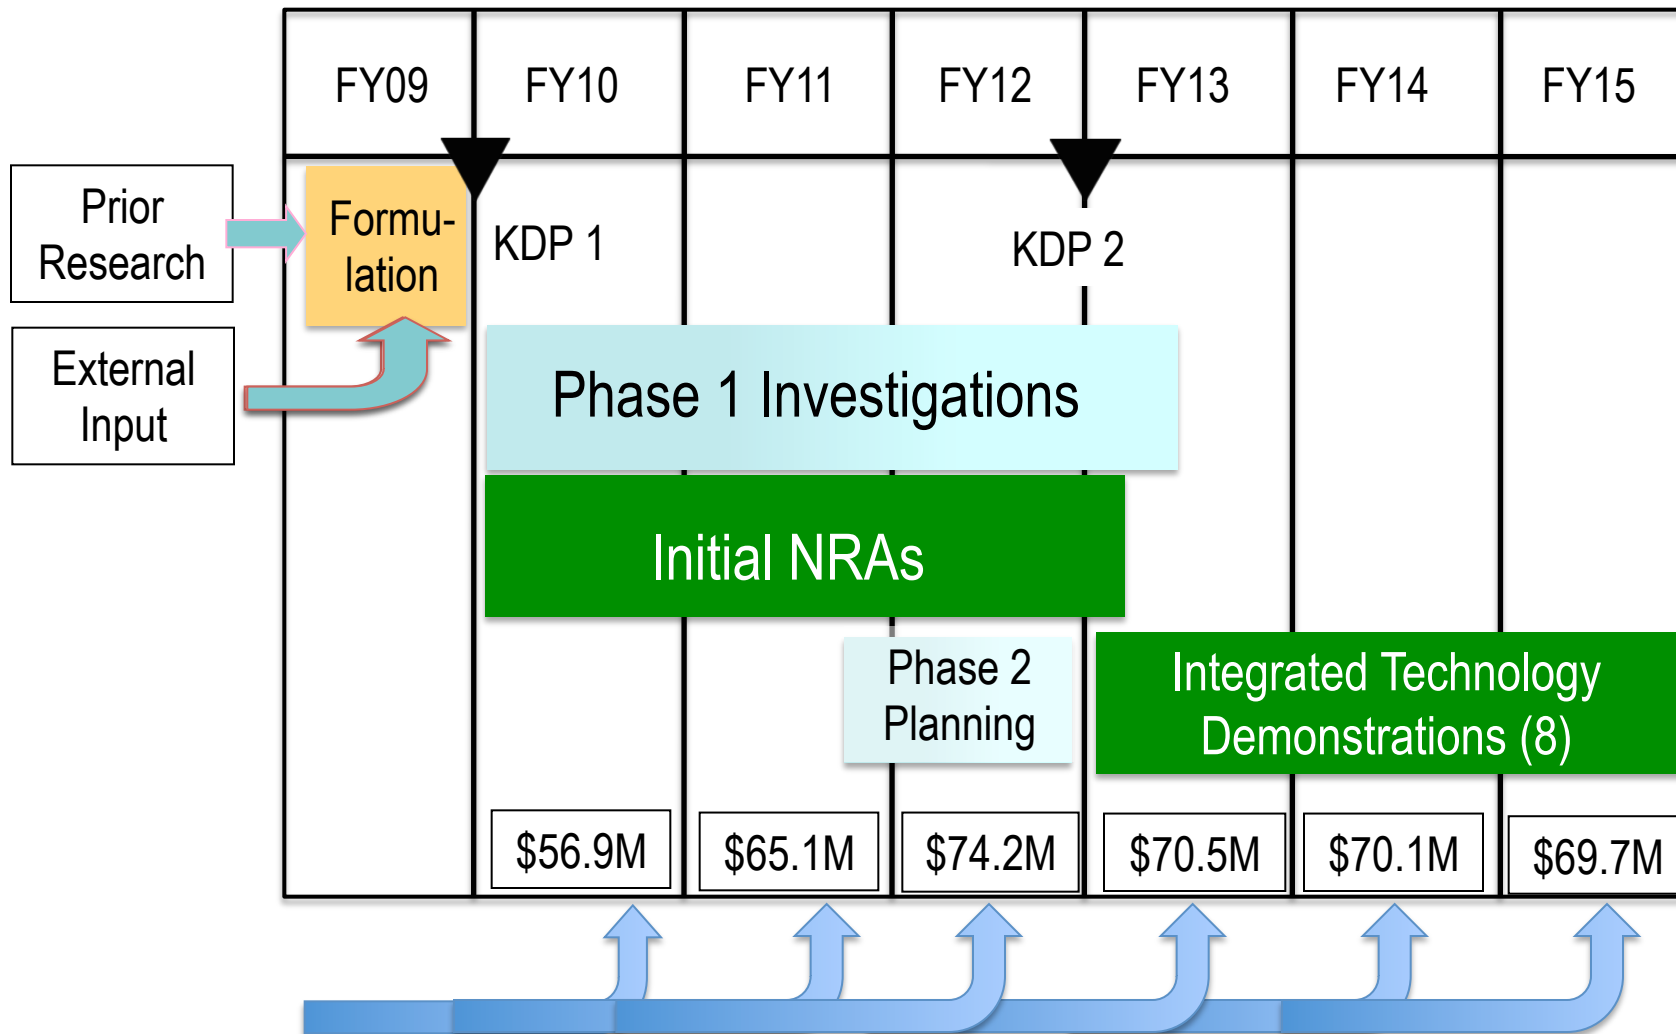 FY09 FY10 FY11 FY12 FY13 FY14 FY15
Prior
Research
Formu-
lation
KDP 1
KDP 2
External
Input
Phase 1 Investigations
Initial NRAs
Phase 2
Planning
Integrated Technology
Demonstrations (8)
$56.9M $65.1M $74.2M $70.5M $70.1M $69.7M